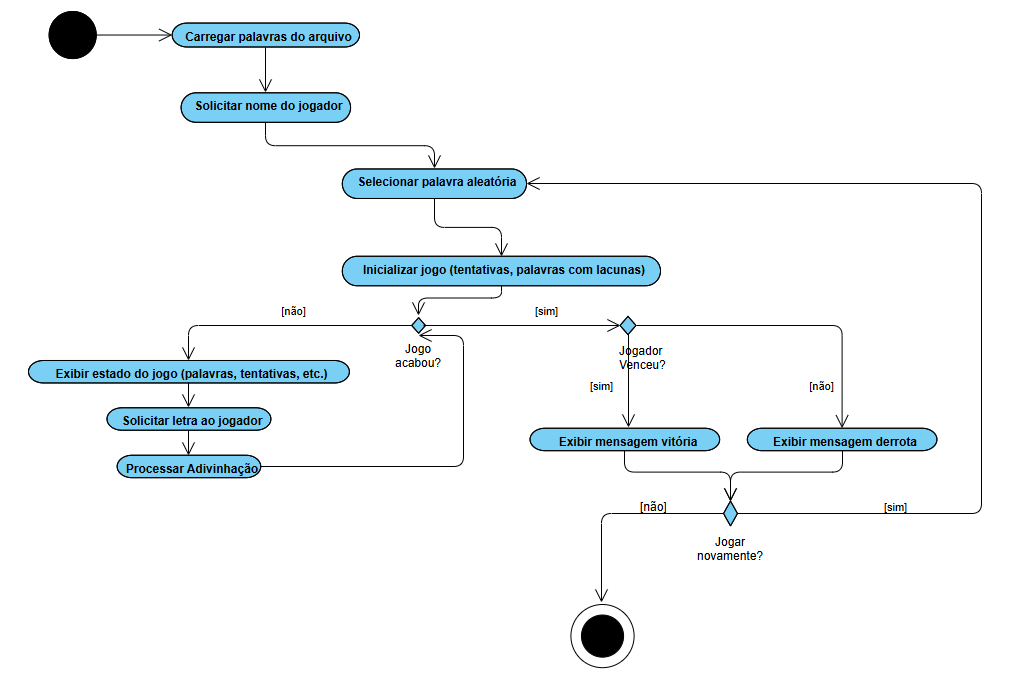 Carregar palavras do arquivo
Solicitar nome do jogador
Selecionar palavra aleatória
Inicializar jogo (tentativas, palavras com lacunas)
[não]
[sim]
Jogo
acabou?
Jogador
Venceu?
Exibir estado do jogo (palavras, tentativas, etc.)
[sim]
[não]
Solicitar letra ao jogador
Exibir mensagem vitória
Exibir mensagem derrota
Processar Adivinhação
[não]
[sim]
Jogar
novamente?